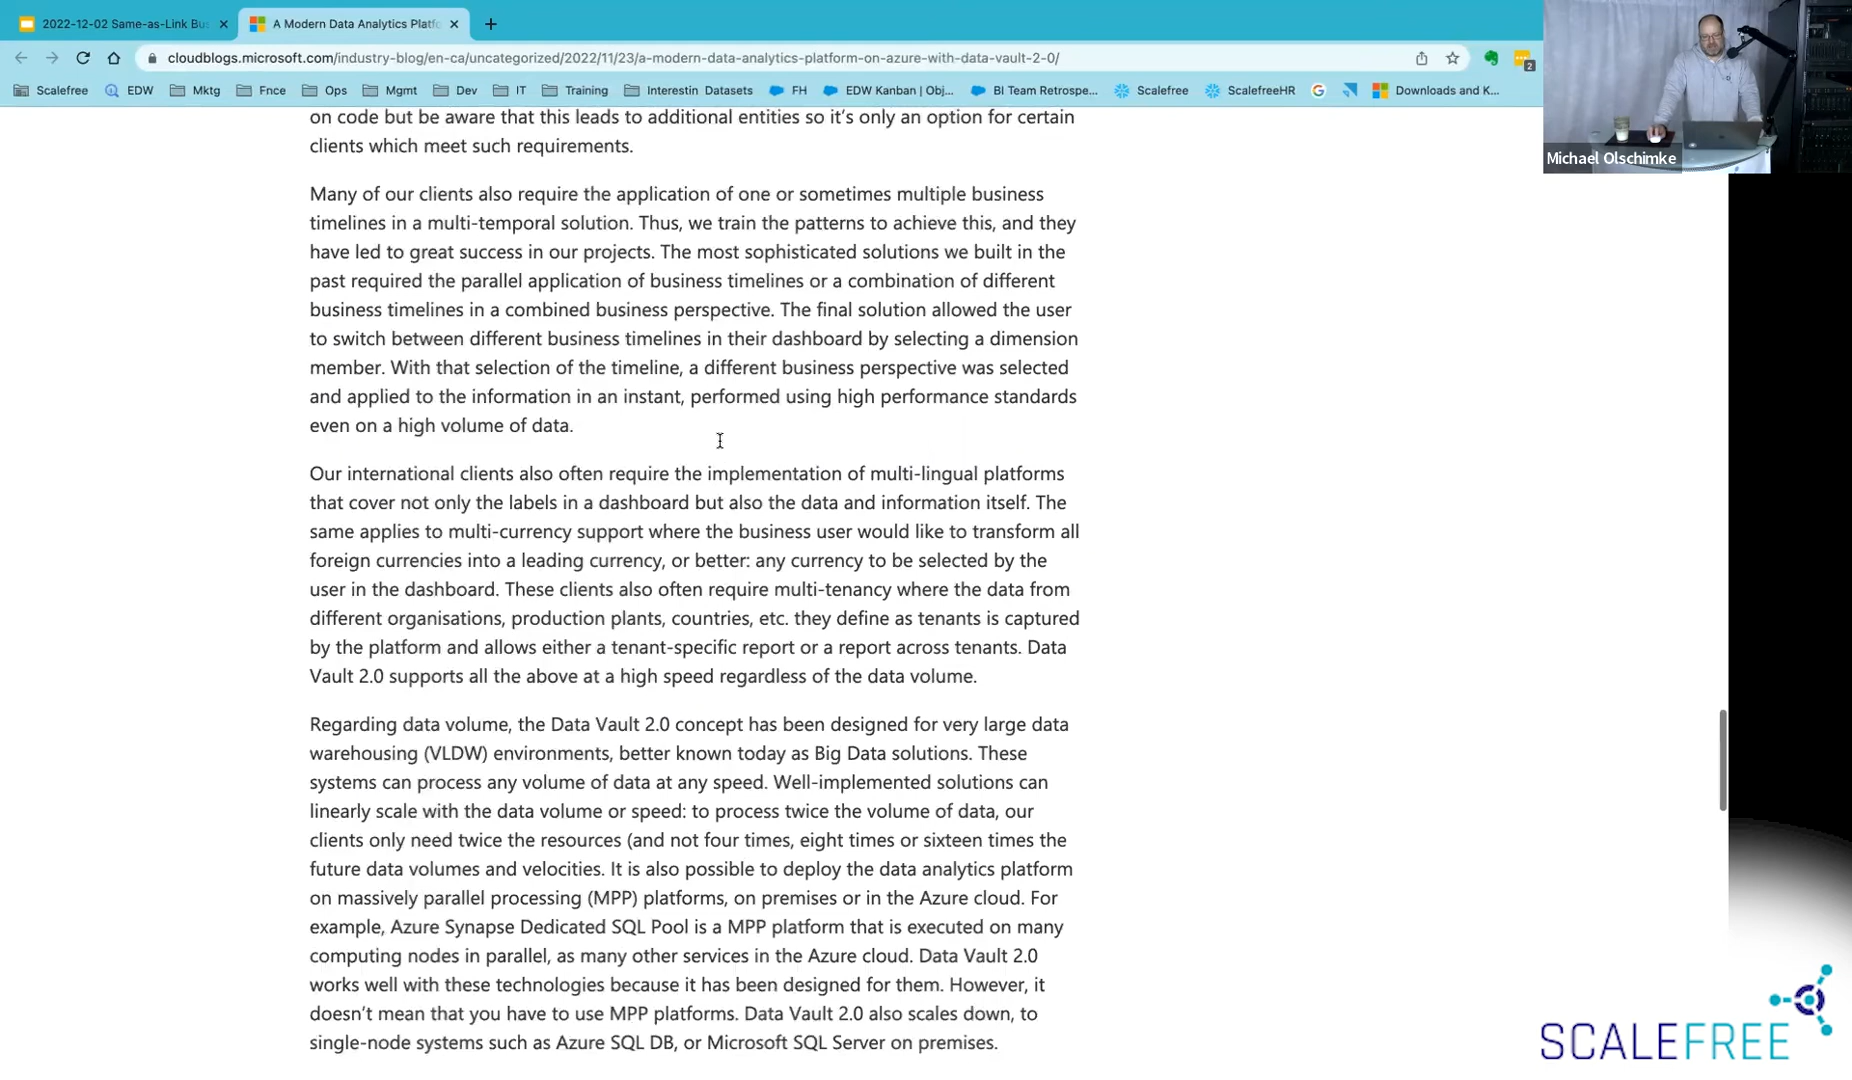 2022-12-02 Same-as-Link Bus
A Modern Data Analytics Platfo
cloudblogs.microsoft.com/industry-blog/en-ca/uncategorized/2022/11/23/a-modern-data-analytics-platform-on-azure-with-data-vault-2-0/
2
Scalefree
EDW
Mktg
Fnce
Ops
Mgmt
Dev
IT
Training
Interestin Datasets
FH
EDW Kanban | Obj...
BI Team Retrospe...
Scalefree
ScalefreeHR
Downloads and K...
Michael Olschimke
on code but be aware that this leads to additional entities so it's only an option for certain
clients which meet such requirements.
Many of our clients also require the application of one or sometimes multiple business
timelines in a multi-temporal solution. Thus, we train the patterns to achieve this, and they
have led to great success in our projects. The most sophisticated solutions we built in the
past required the parallel application of business timelines or a combination of different
business timelines in a combined business perspective. The final solution allowed the user
to switch between different business timelines in their dashboard by selecting a dimension
member. With that selection of the timeline, a different business perspective was selected
and applied to the information in an instant, performed using high performance standards
even on a high volume of data.
Our international clients also often require the implementation of multi-lingual platforms
that cover not only the labels in a dashboard but also the data and information itself. The
same applies to multi-currency support where the business user would like to transform all
foreign currencies into a leading currency, or better: any currency to be selected by the
user in the dashboard. These clients also often require multi-tenancy where the data from
different organisations, production plants, countries, etc. they define as tenants is captured
by the platform and allows either a tenant-specific report or a report across tenants. Data
Vault 2.0 supports all the above at a high speed regardless of the data volume.
Regarding data volume, the Data Vault 2.0 concept has been designed for very large data
warehousing (VLDW) environments, better known today as Big Data solutions. These
systems can process any volume of data at any speed. Well-implemented solutions can
linearly scale with the data volume or speed: to process twice the volume of data, our
clients only need twice the resources (and not four times, eight times or sixteen times the
future data volumes and velocities. It is also possible to deploy the data analytics platform
on massively parallel processing (MPP) platforms, on premises or in the Azure cloud. For
example, Azure Synapse Dedicated SQL Pool is a MPP platform that is executed on many
computing nodes in parallel, as many other services in the Azure cloud. Data Vault 2.0
works well with these technologies because it has been designed for them. However, it
doesn't mean that you have to use MPP platforms. Data Vault 2.0 also scales down, to
single-node systems such as Azure SQL DB, or Microsoft SQL Server on premises.
SCALEFREE